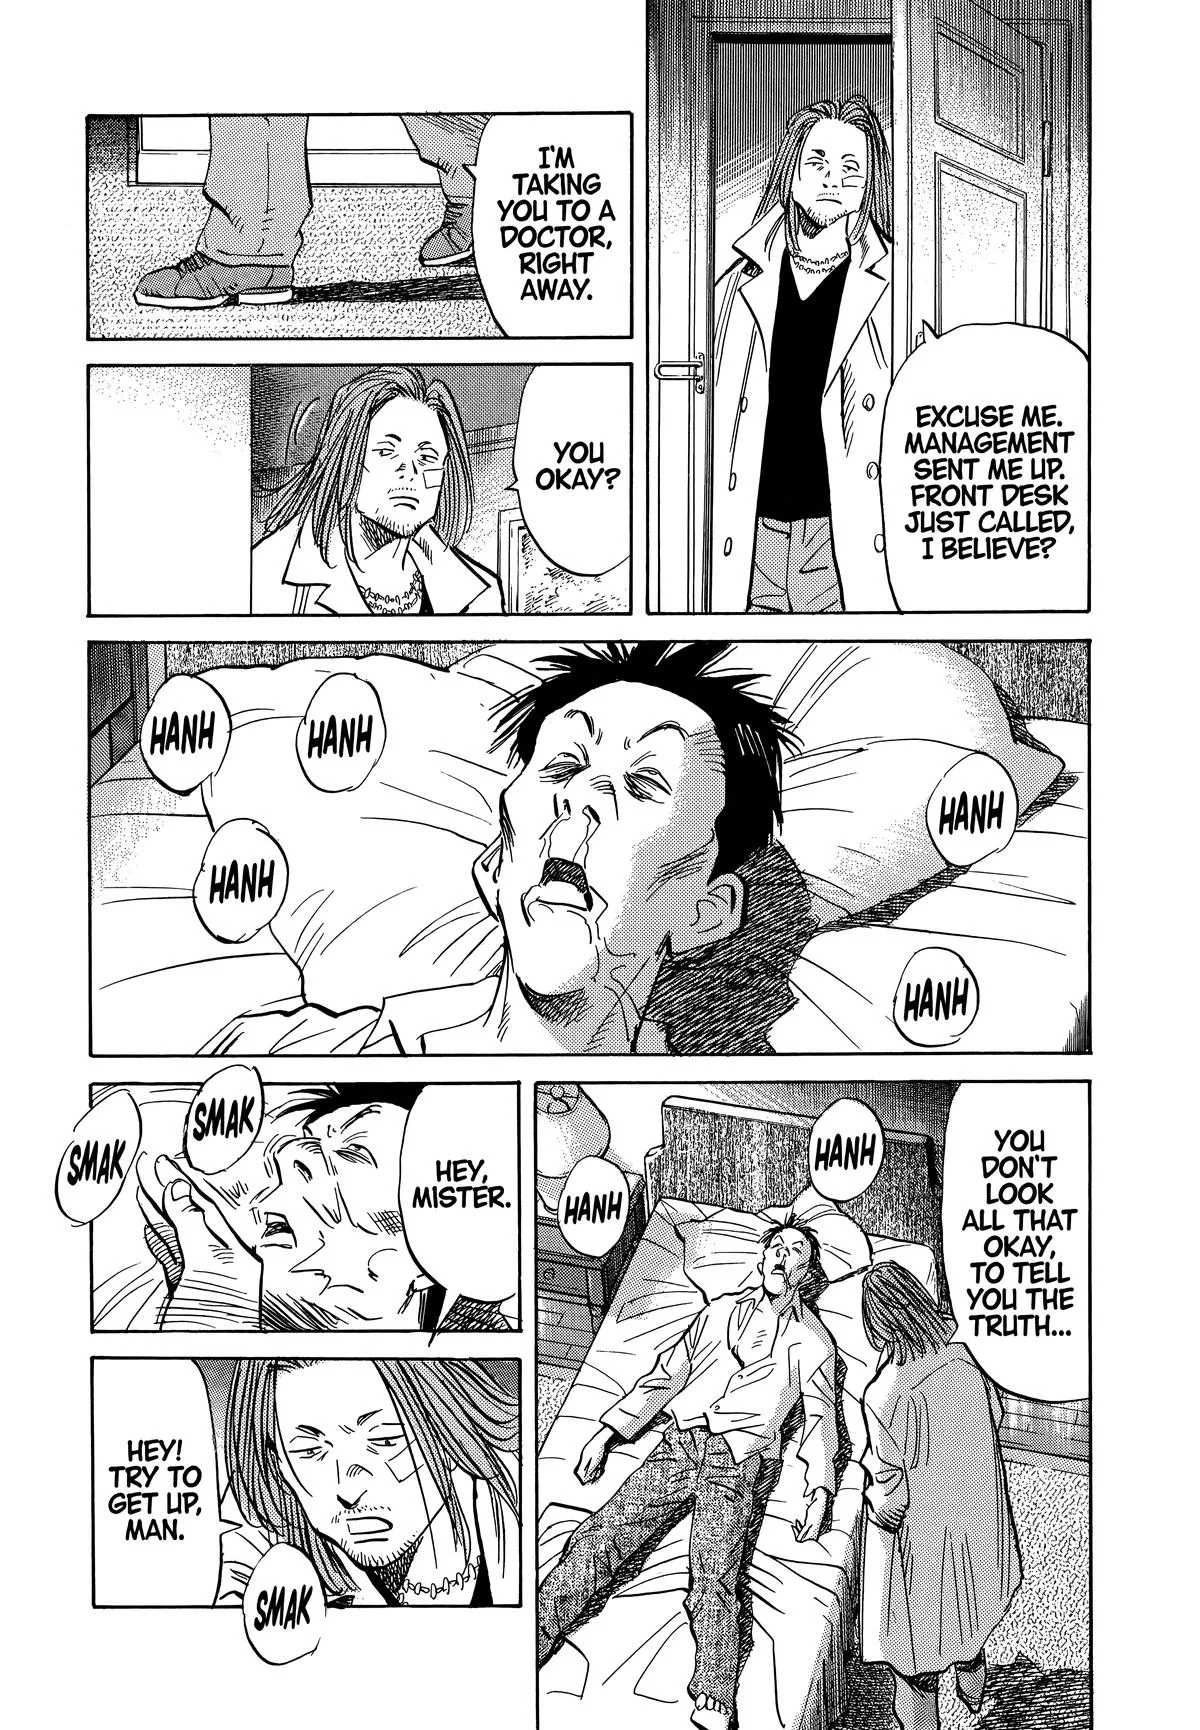 EXCUSE ME.
MANAGEMENT
SENT ME UP.
FRONT DESK
JUST CALLED,
I BELIEVE?
I'M
TAKING
YOU TO A
DOCTOR,
RIGHT
AWAY.
YOU
OKAY?
HANH
HANH
HANH
HANH
HANH
YOU
DON'T
LOOK
ALL THAT
OKAY,
TO TELL
YOU THE
TRUTH...
HANH
HANH
HEY,
MISTER.
SMAK
SMAK
HEY!
TRY TO
GET UP,
MAN.
SMAK